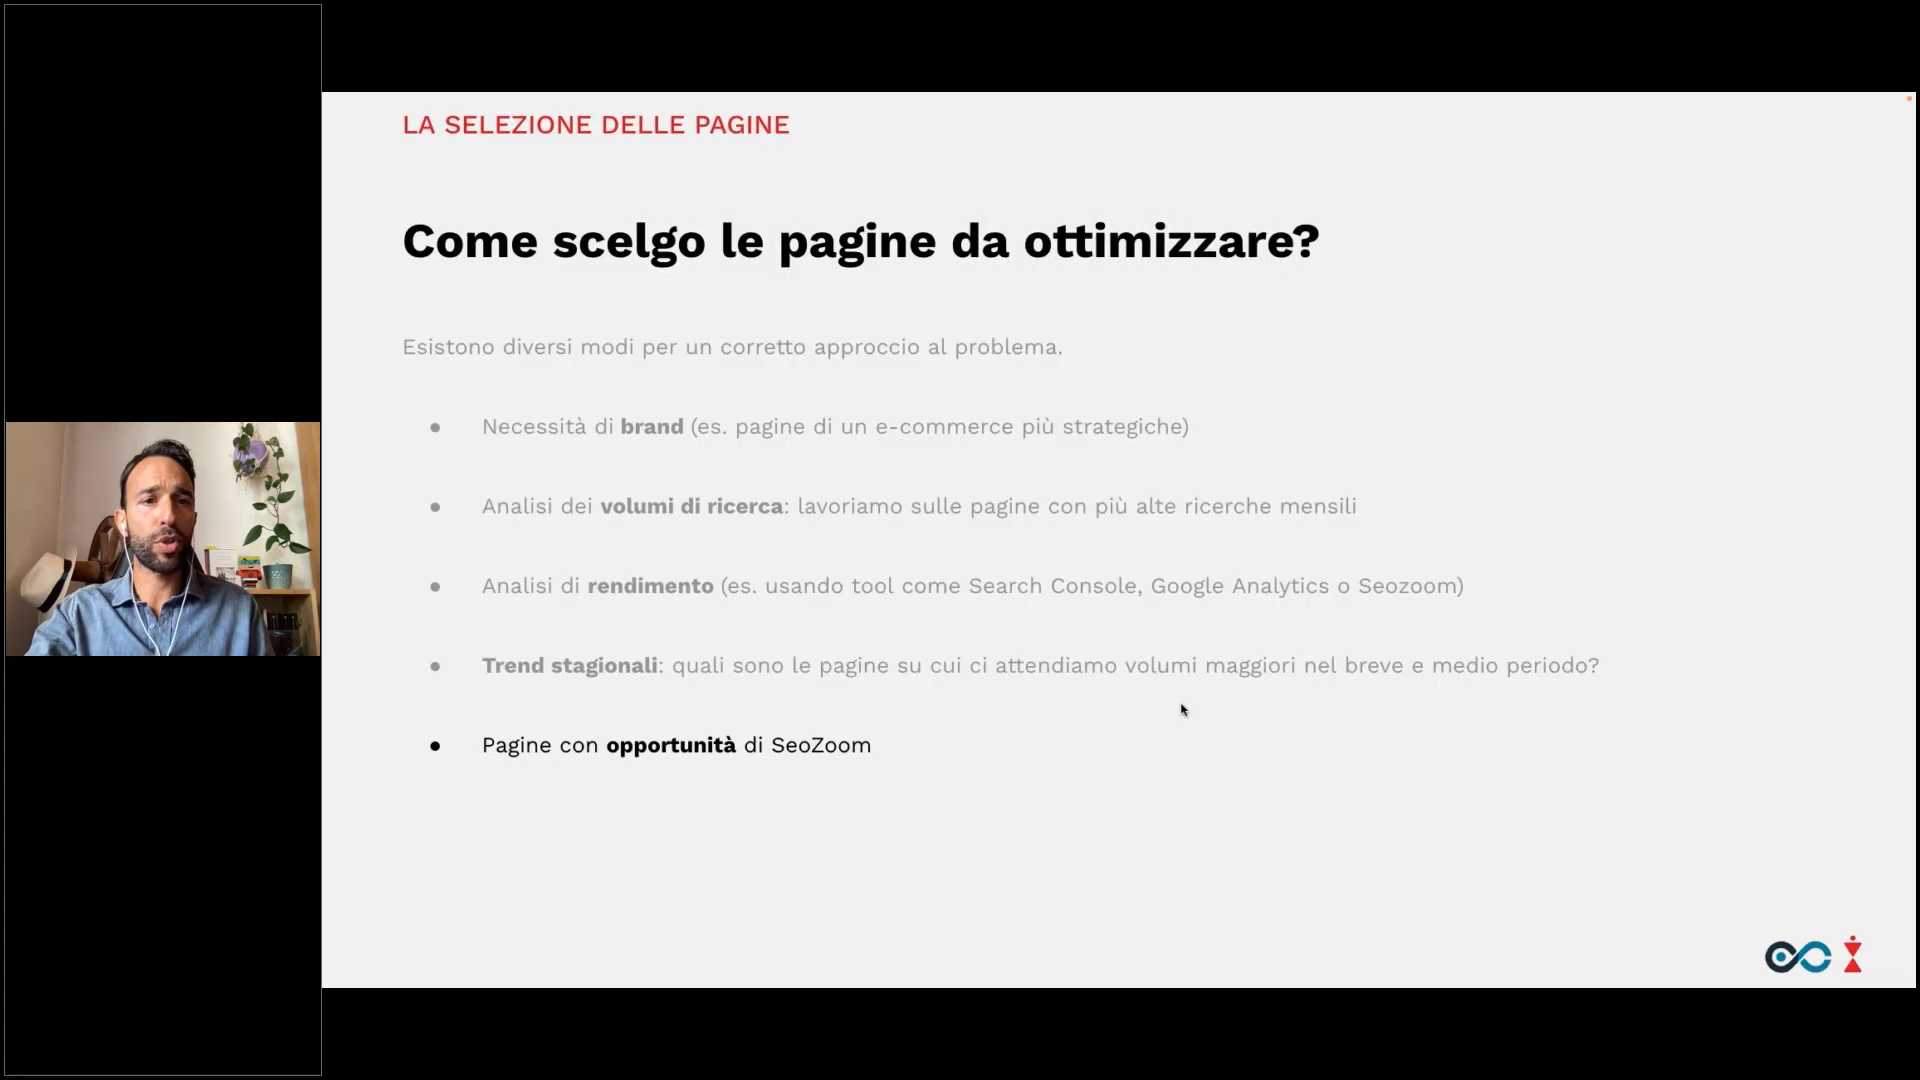 LA SELEZIONE DELLE PAGINE
Come scelgo le pagine da ottimizzare?
Esistono diversi modi per un corretto approccio al problema.
● Necessità di brand (es. pagine di un e-commerce più strategiche)
● Analisi dei volumi di ricerca: lavoriamo sulle pagine con più alte ricerche mensili
● Analisi di rendimento (es. usando tool come Search Console, Google Analytics o Seozoom)
● Trend stagionali: quali sono le pagine su cui ci attendiamo volumi maggiori nel breve e medio periodo?
● Pagine con opportunità di SeoZoom